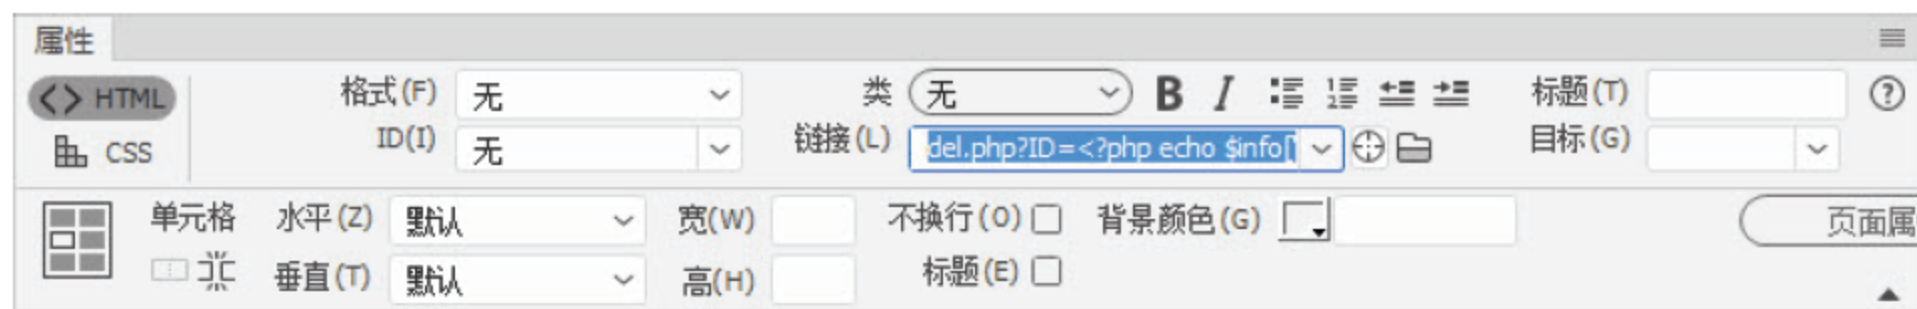 属性
HTML 格式(F) 无 类 无 B I 标题(T)
CSS ID(I) 无 链接(L) del.php?ID=<?php echo $info[ 目标(G)
单元格 水平(Z) 默认 宽(W) 不换行(O) 背景颜色(G) 页面属
垂直(T) 默认 高(H) 标题(E)